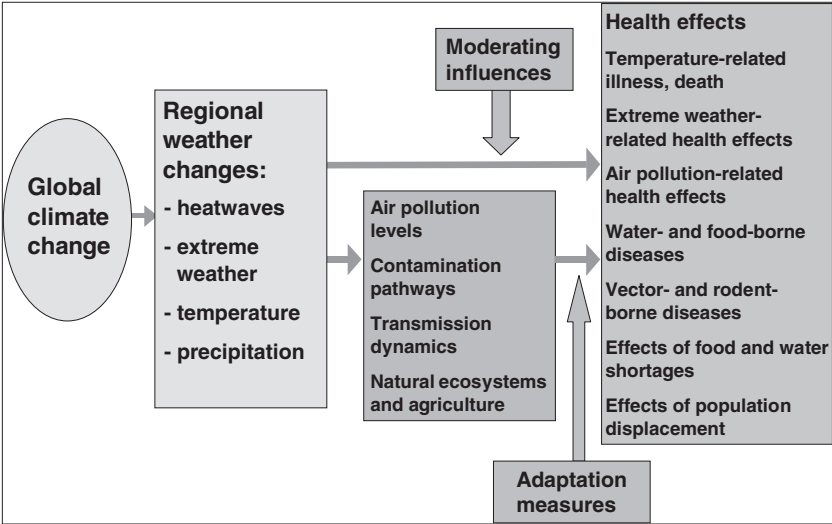 Global
climate
change
Regional
weather
changes:
- heatwaves
- extreme
weather
- temperature
- precipitation
Moderating
influences
Air pollution
levels
Contamination
pathways
Transmission
dynamics
Natural ecosystems
and agriculture
Adaptation
measures
Health effects
Temperature-related
illness, death
Extreme weather-
related health effects
Air pollution-related
health effects
Water- and food-borne
diseases
Vector- and rodent-
borne diseases
Effects of food and water
shortages
Effects of population
displacement